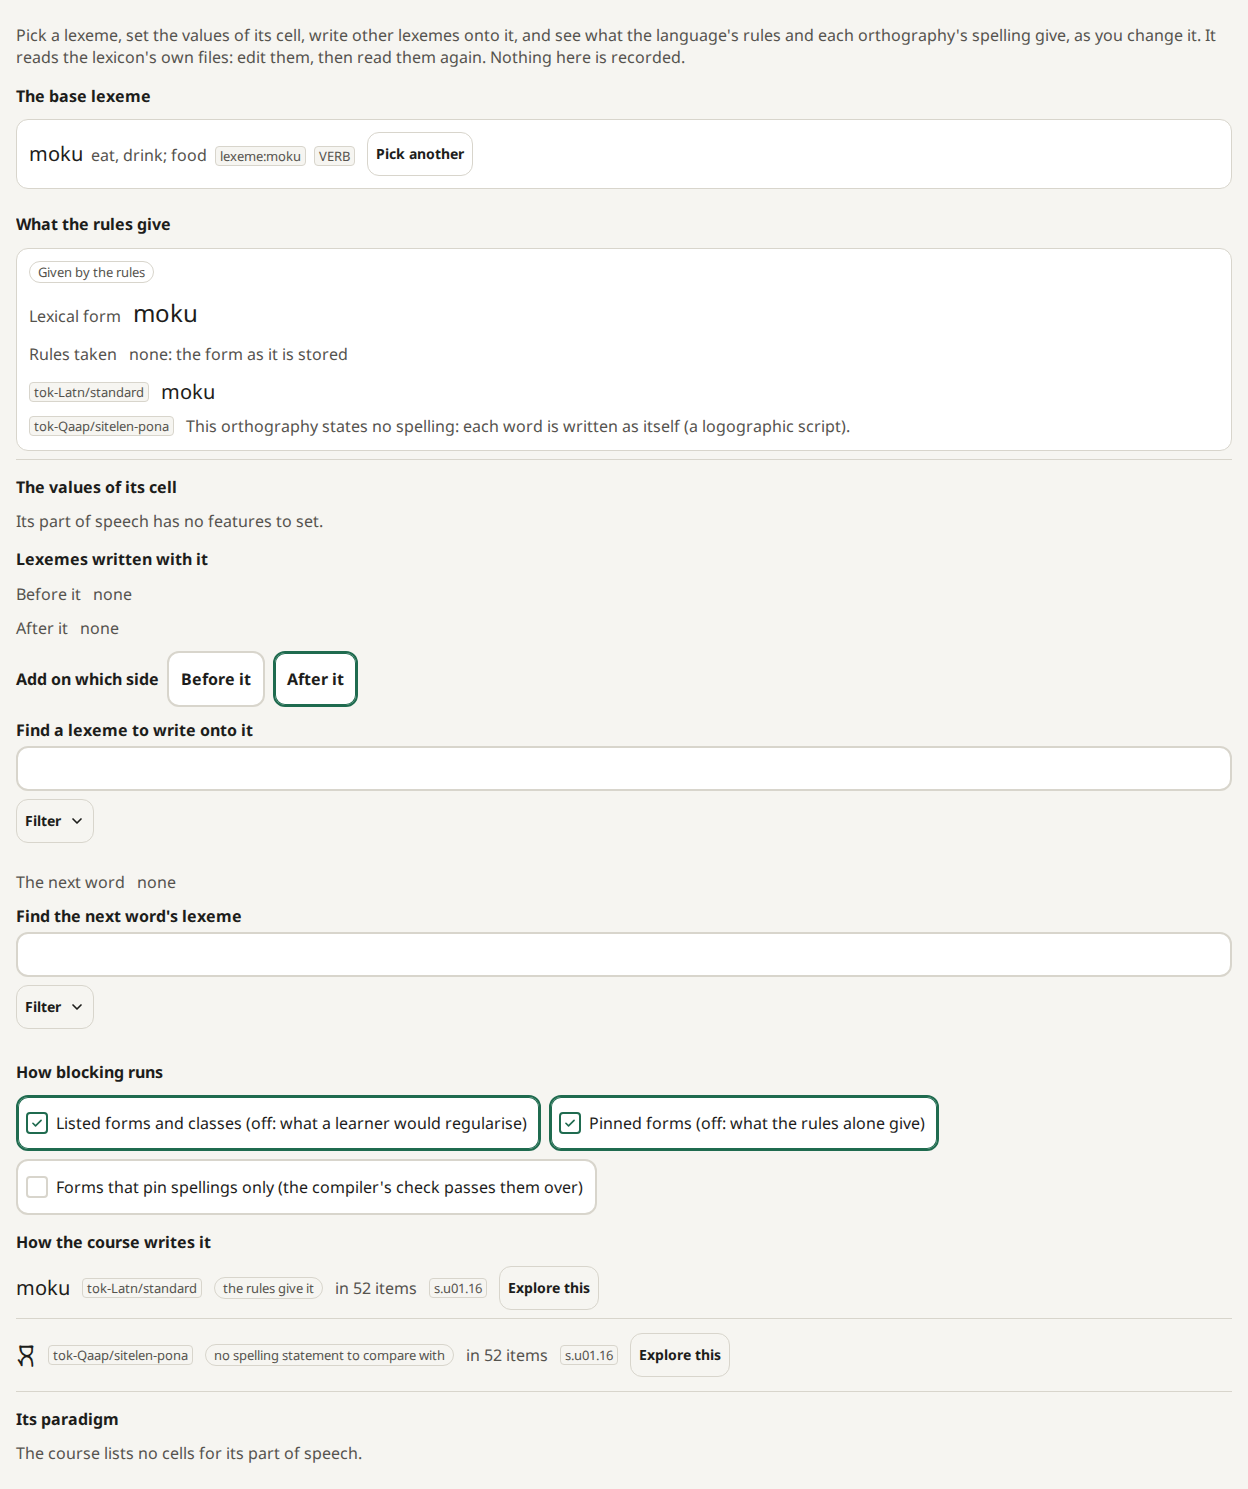 Pick a lexeme, set the values of its cell, write other lexemes onto it, and see what the language's rules and each orthography's spelling give, as you change it. It
reads the lexicon's own files: edit them, then read them again. Nothing here is recorded.
The base lexeme
moku eat, drink; food lexeme:moku VERB Pick another
What the rules give
Given by the rules
Lexical form moku
Rules taken none: the form as it is stored
tok-Latn/standard moku
tok-Qaap/sitelen-pona This orthography states no spelling: each word is written as itself (a logographic script).
The values of its cell
Its part of speech has no features to set.
Lexemes written with it
Before it none
After it none
Add on which side Before it After it
Find a lexeme to write onto it
Filter
The next word none
Find the next word's lexeme
Filter
How blocking runs
Listed forms and classes (off: what a learner would regularise) Pinned forms (off: what the rules alone give)
Forms that pin spellings only (the compiler's check passes them over)
How the course writes it
moku tok-Latn/standard the rules give it in 52 items s.u01.16 Explore this
tok-Qaap/sitelen-pona no spelling statement to compare with in 52 items s.u01.16 Explore this
Its paradigm
The course lists no cells for its part of speech.